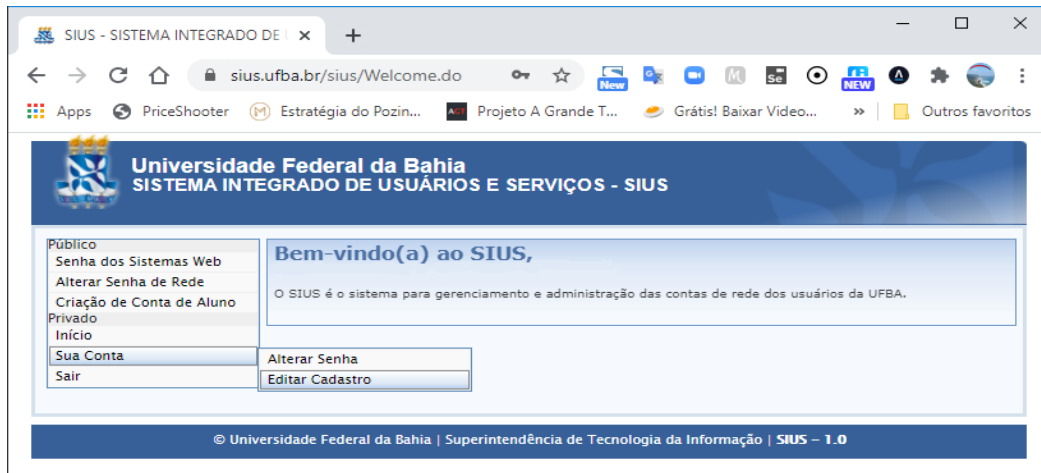 SIUS - SISTEMA INTEGRADO DE U
sius.ufba.br/sius/Welcome.do
New
Se
NEW
Apps
PriceShooter
Estratégia do Pozin...
AGT
Projeto A Grande T...
Grátis! Baixar Video...
»
Outros favoritos
Universidade Federal da Bahia
SISTEMA INTEGRADO DE USUÁRIOS E SERVIÇOS - SIUS
Público
Senha dos Sistemas Web
Alterar Senha de Rede
Criação de Conta de Aluno
Privado
Início
Sua Conta
Sair
Alterar Senha
Editar Cadastro
Bem-vindo(a) ao SIUS,
O SIUS é o sistema para gerenciamento e administração das contas de rede dos usuários da UFBA.
© Universidade Federal da Bahia | Superintendência de Tecnologia da Informação | SIUS – 1.0